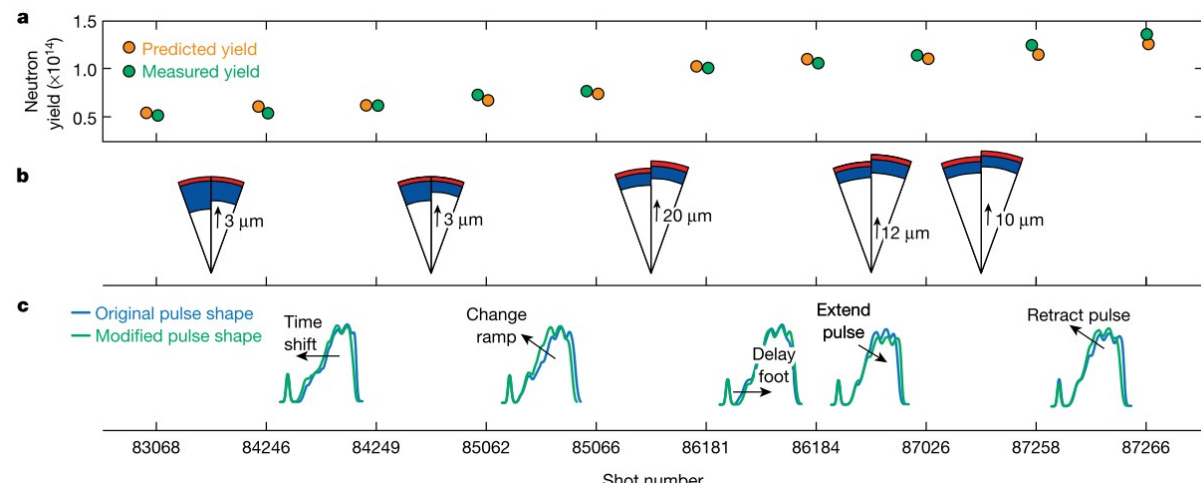 a
Neutron
yield (×10¹⁴)
1.5
1.0
0.5
Predicted yield
Measured yield
b
3 μm
3 μm
20 μm
12 μm
10 μm
c
Original pulse shape
Modified pulse shape
Time
shift
Change
ramp
Delay
foot
Extend
pulse
Retract pulse
83068 84246 84249 85062 85066 86181 86184 87026 87258 87266
Shot number